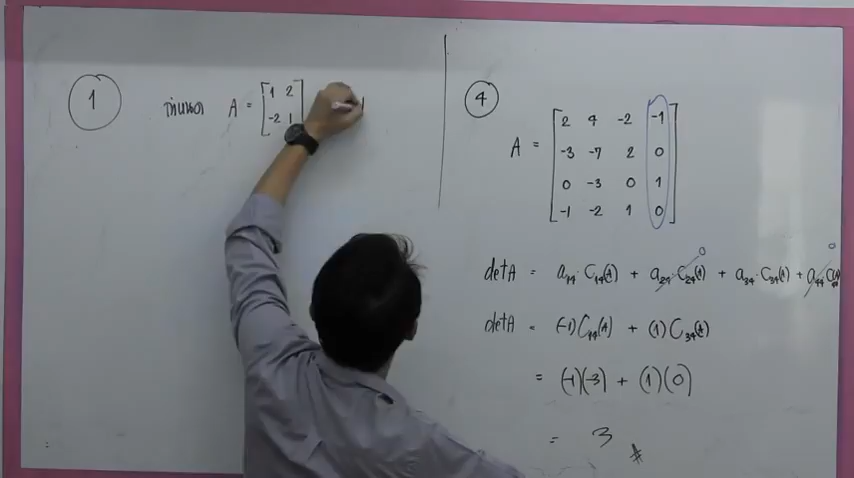 1
กำหนด A = [1 2
-2 1]
4
A = [2 4 -2 -1
-3 -7 2 0
0 -3 0 1
-1 -2 1 0]
detA = a₁₄·C₁₄(A) + a₂₄·C₂₄(A) 0 + a₃₄·C₃₄(A) + a₄₄ C₄₄(A) 0
detA = (-1)C₁₄(A) + (1)C₃₄(A)
= (-1)(-3) + (1)(0)
= 3 #